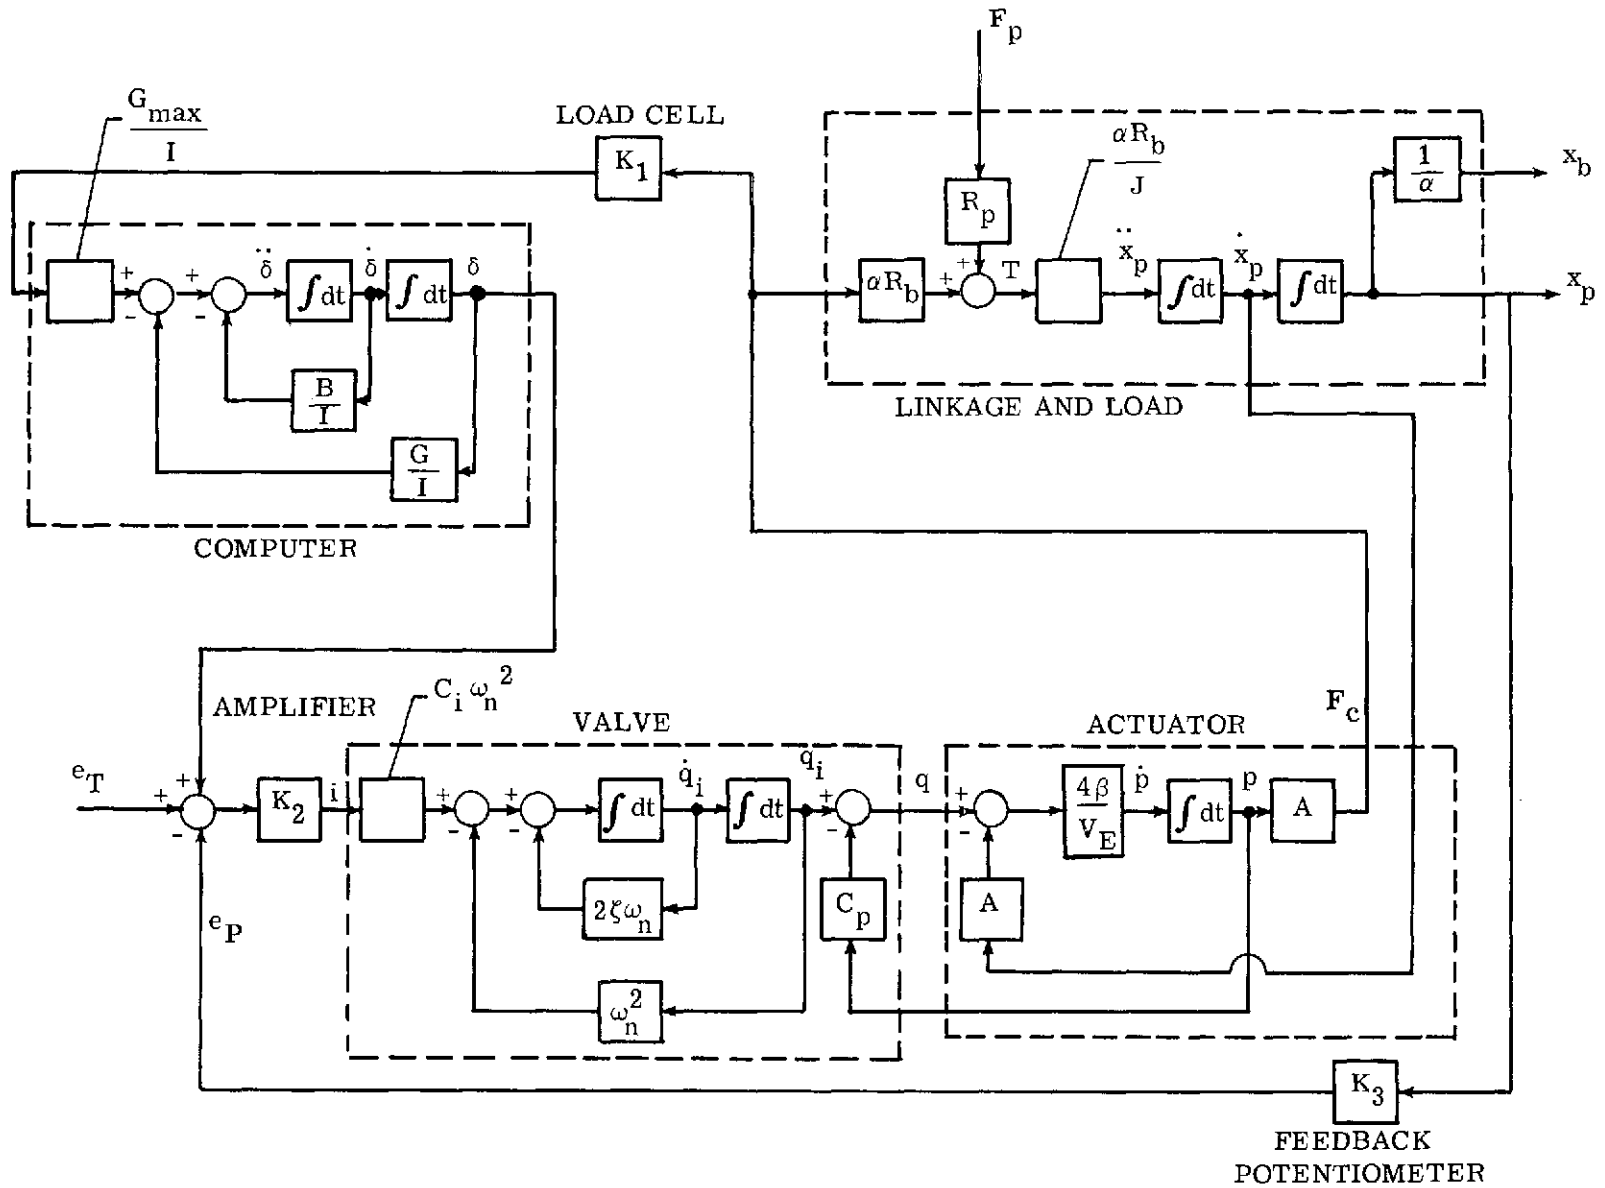 F_p
G_max
I
LOAD CELL
K_1
αR_b
J
1
α
x_b
R_p
+
-
+
-
δ̈
∫dt
δ̇
∫dt
δ
αR_b
+
+
T
ẍ_p
∫dt
ẋ_p
∫dt
x_p
B
I
G
I
COMPUTER
LINKAGE AND LOAD
AMPLIFIER
C_i ω_n^2
VALVE
ACTUATOR
F_c
e_T
+
+
-
K_2
i
+
-
+
-
∫dt
q̇_i
∫dt
q_i
+
-
q
+
-
4β
V_E
ṗ
∫dt
p
A
2ζω_n
C_p
A
e_P
ω_n^2
K_3
FEEDBACK
POTENTIOMETER